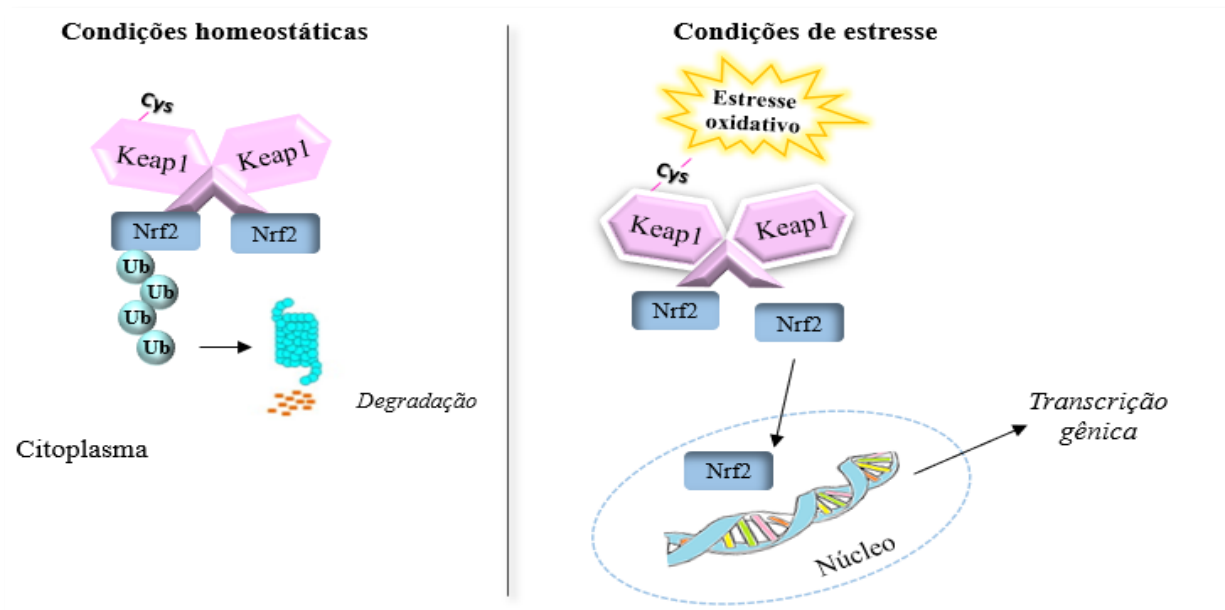 Condições homeostáticas
Cys
Keap1
Keap1
Nrf2
Nrf2
Ub
Ub
Ub
Ub
Degradação
Citoplasma
Condições de estresse
Estresse
oxidativo
Cys
Keap1
Keap1
Nrf2
Nrf2
Nrf2
Núcleo
Transcrição
gênica